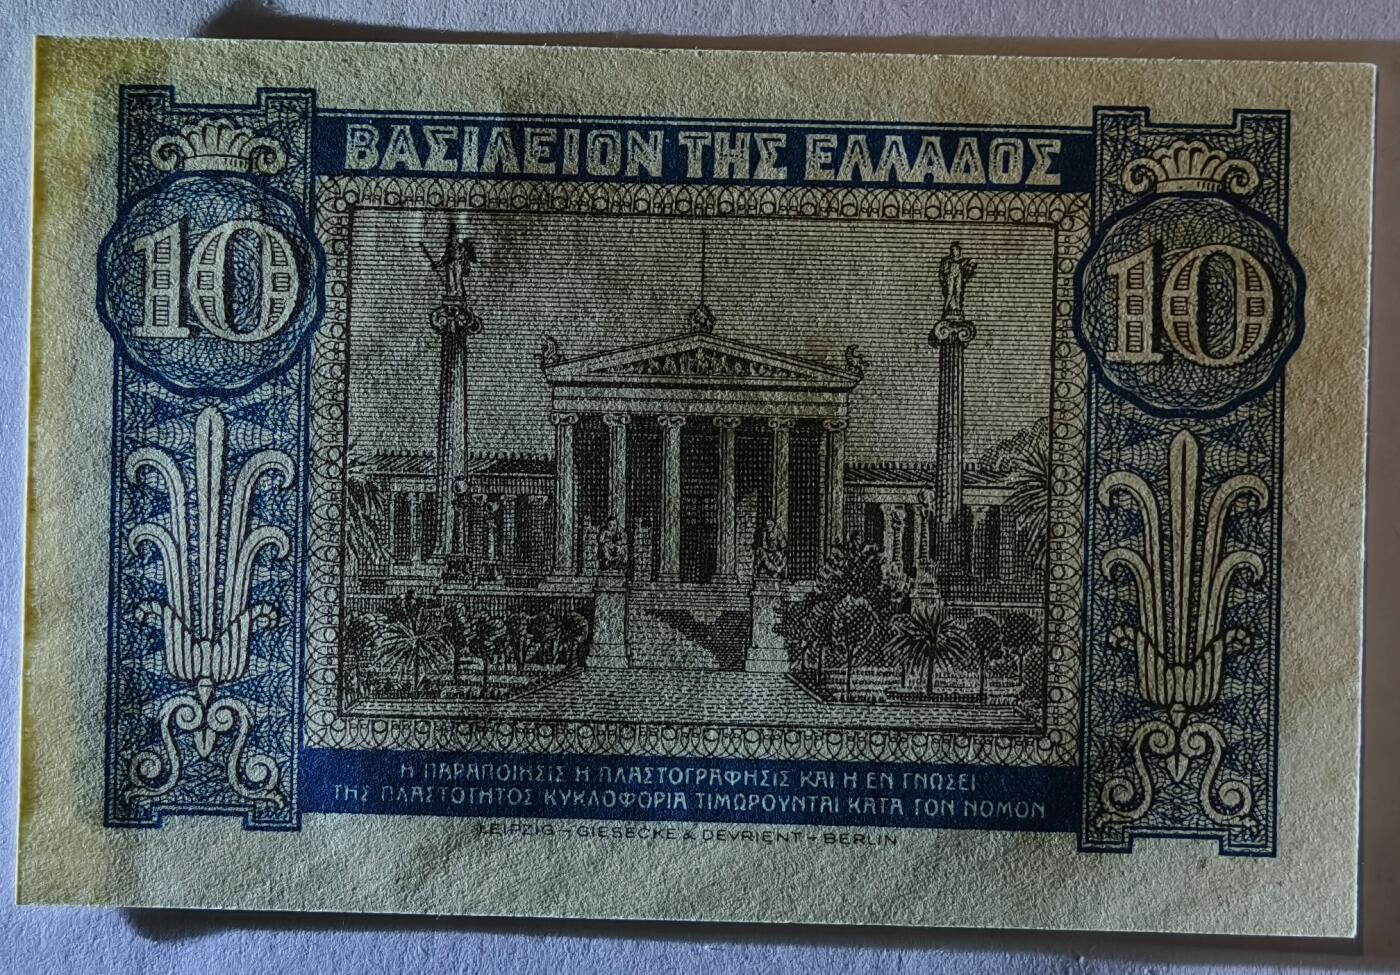 ΒΑΣΙΛΕΙΟΝ ΤΗΣ ΕΛΛΑΔΟΣ
10 10
Η ΠΑΡΑΠΟΙΗΣΙΣ Η ΠΛΑΣΤΟΓΡΑΦΗΣΙΣ ΚΑΙ Η ΕΝ ΓΝΩΣΕΙ
ΤΗΣ ΠΛΑΣΤΟΤΗΤΟΣ ΚΥΚΛΟΦΟΡΙΑ ΤΙΜΩΡΟΥΝΤΑΙ ΚΑΤΑ ΤΟΝ ΝΟΜΟΝ
LEIPZIG – GIESECKE & DEVRIENT – BERLIN